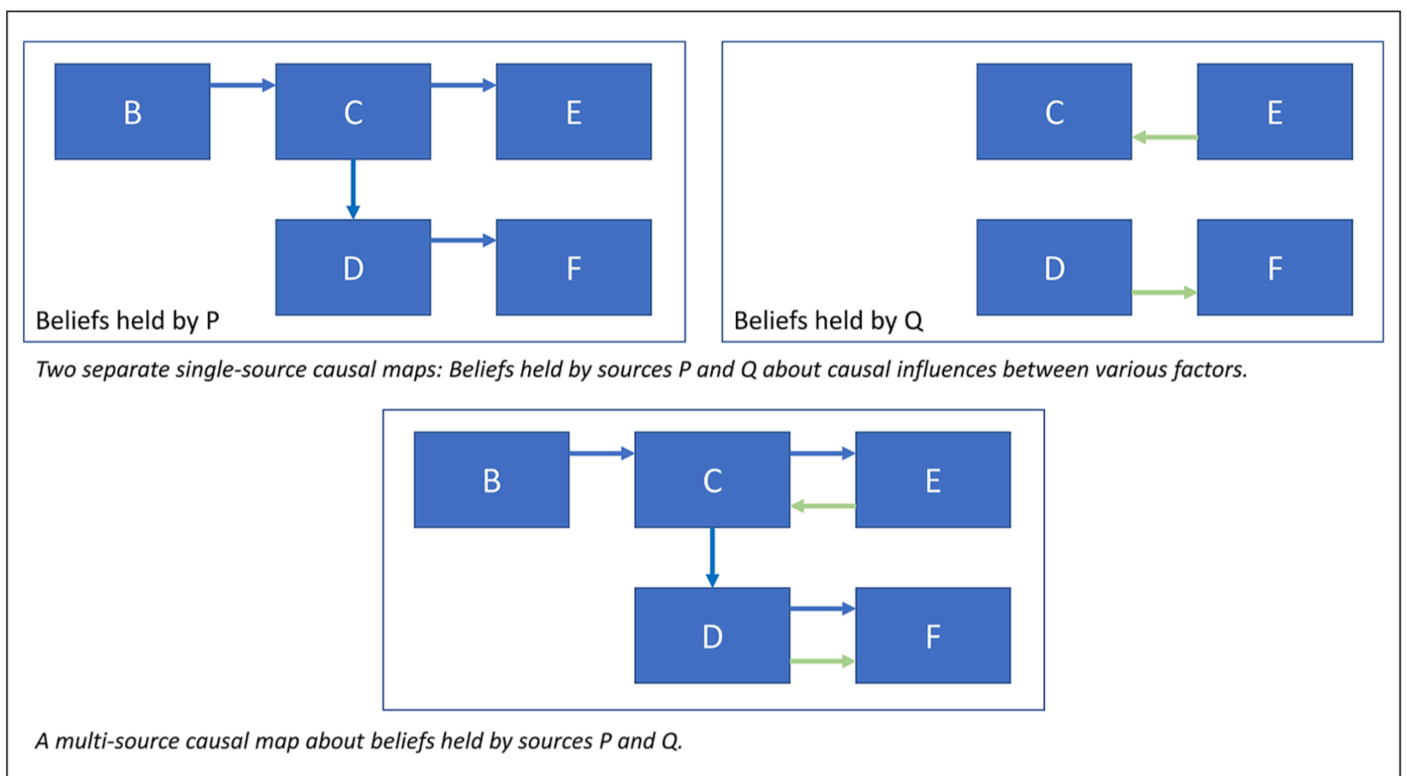 B C E
D F
Beliefs held by P
C E
D F
Beliefs held by Q
Two separate single-source causal maps: Beliefs held by sources P and Q about causal influences between various factors.
B C E
D F
A multi-source causal map about beliefs held by sources P and Q.